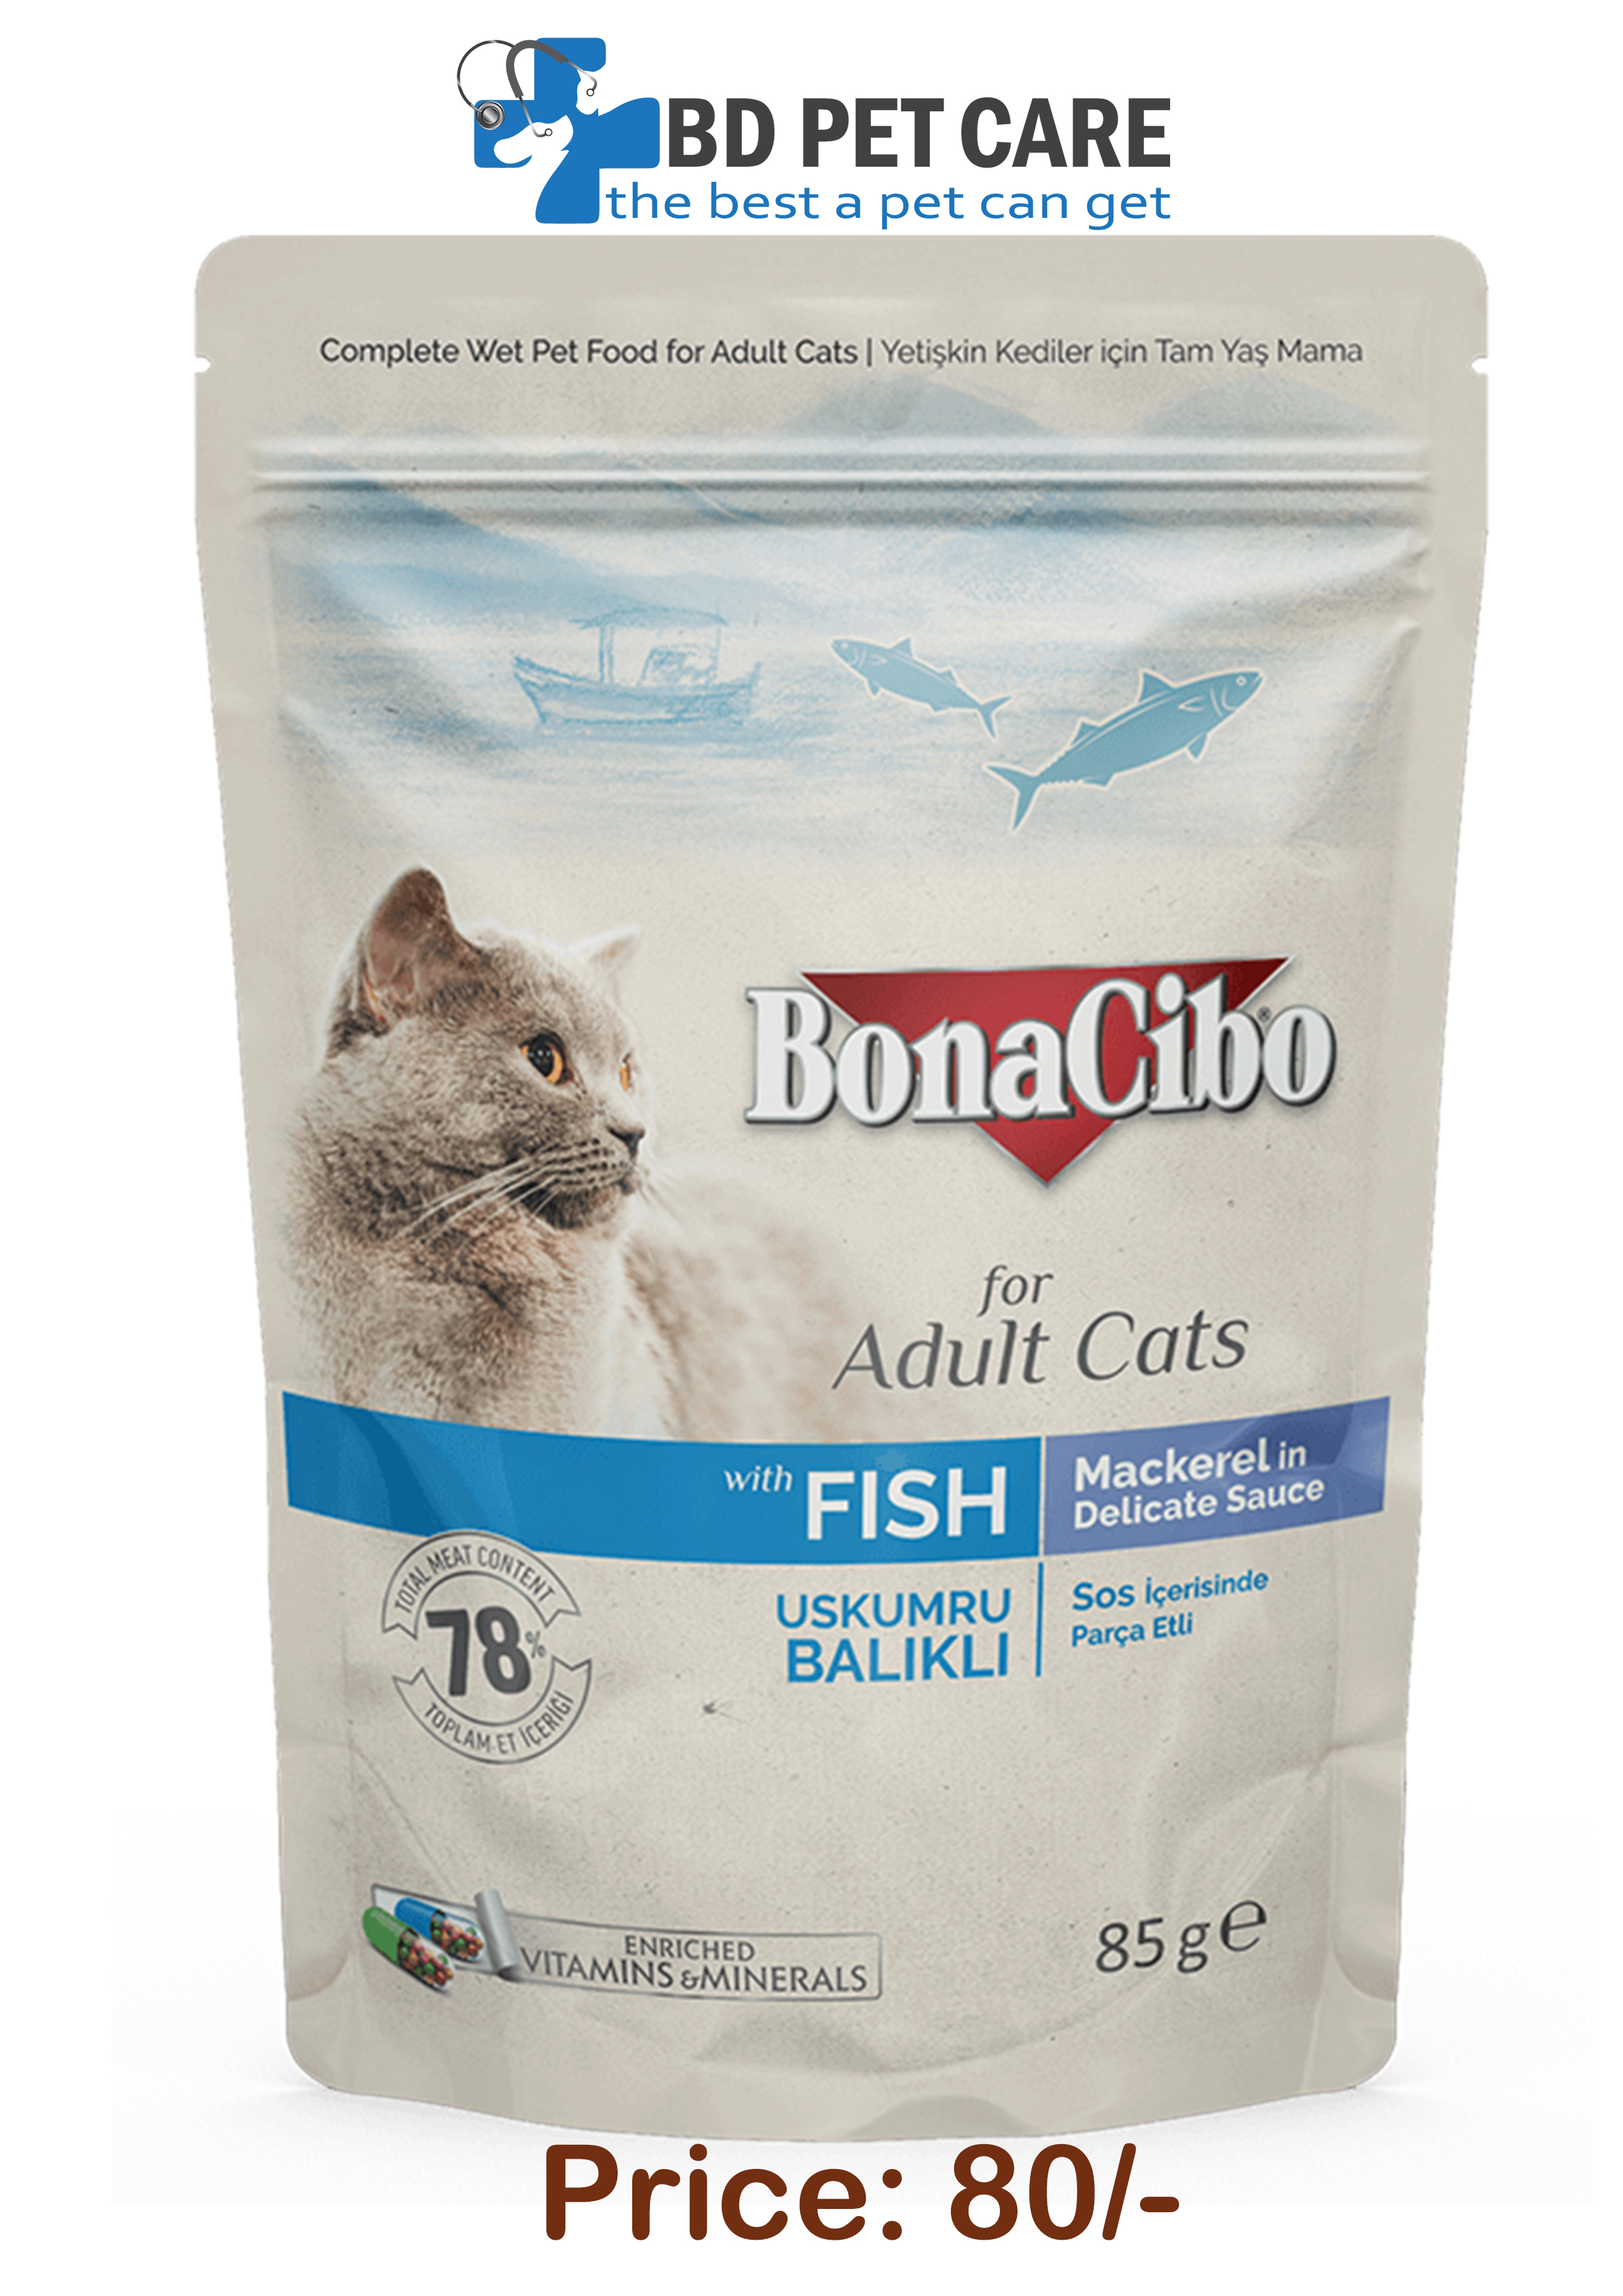 BD PET CARE
the best a pet can get
Complete Wet Pet Food for Adult Cats | Yetişkin Kediler için Tam Yaş Mama
BonaCibo®
for
Adult Cats
with FISH
Mackerel in
Delicate Sauce
USKUMRU
BALIKLI
Sos İçerisinde
Parça Etli
TOTAL MEAT CONTENT
78%
TOPLAM ET İÇERİĞİ
ENRICHED
VITAMINS & MINERALS
85 g e
Price: 80/-